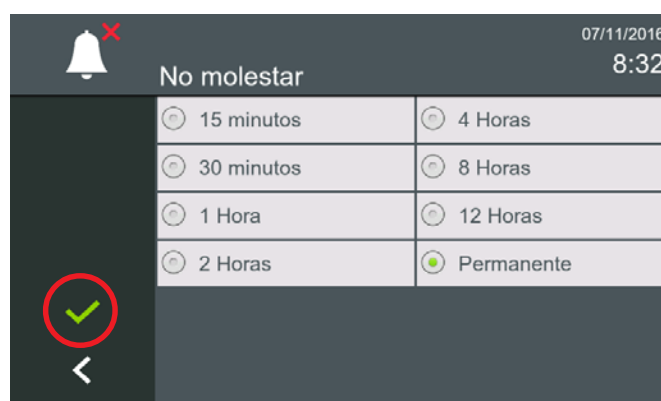 07/11/2016
8:32
No molestar
15 minutos
4 Horas
30 minutos
8 Horas
1 Hora
12 Horas
2 Horas
Permanente